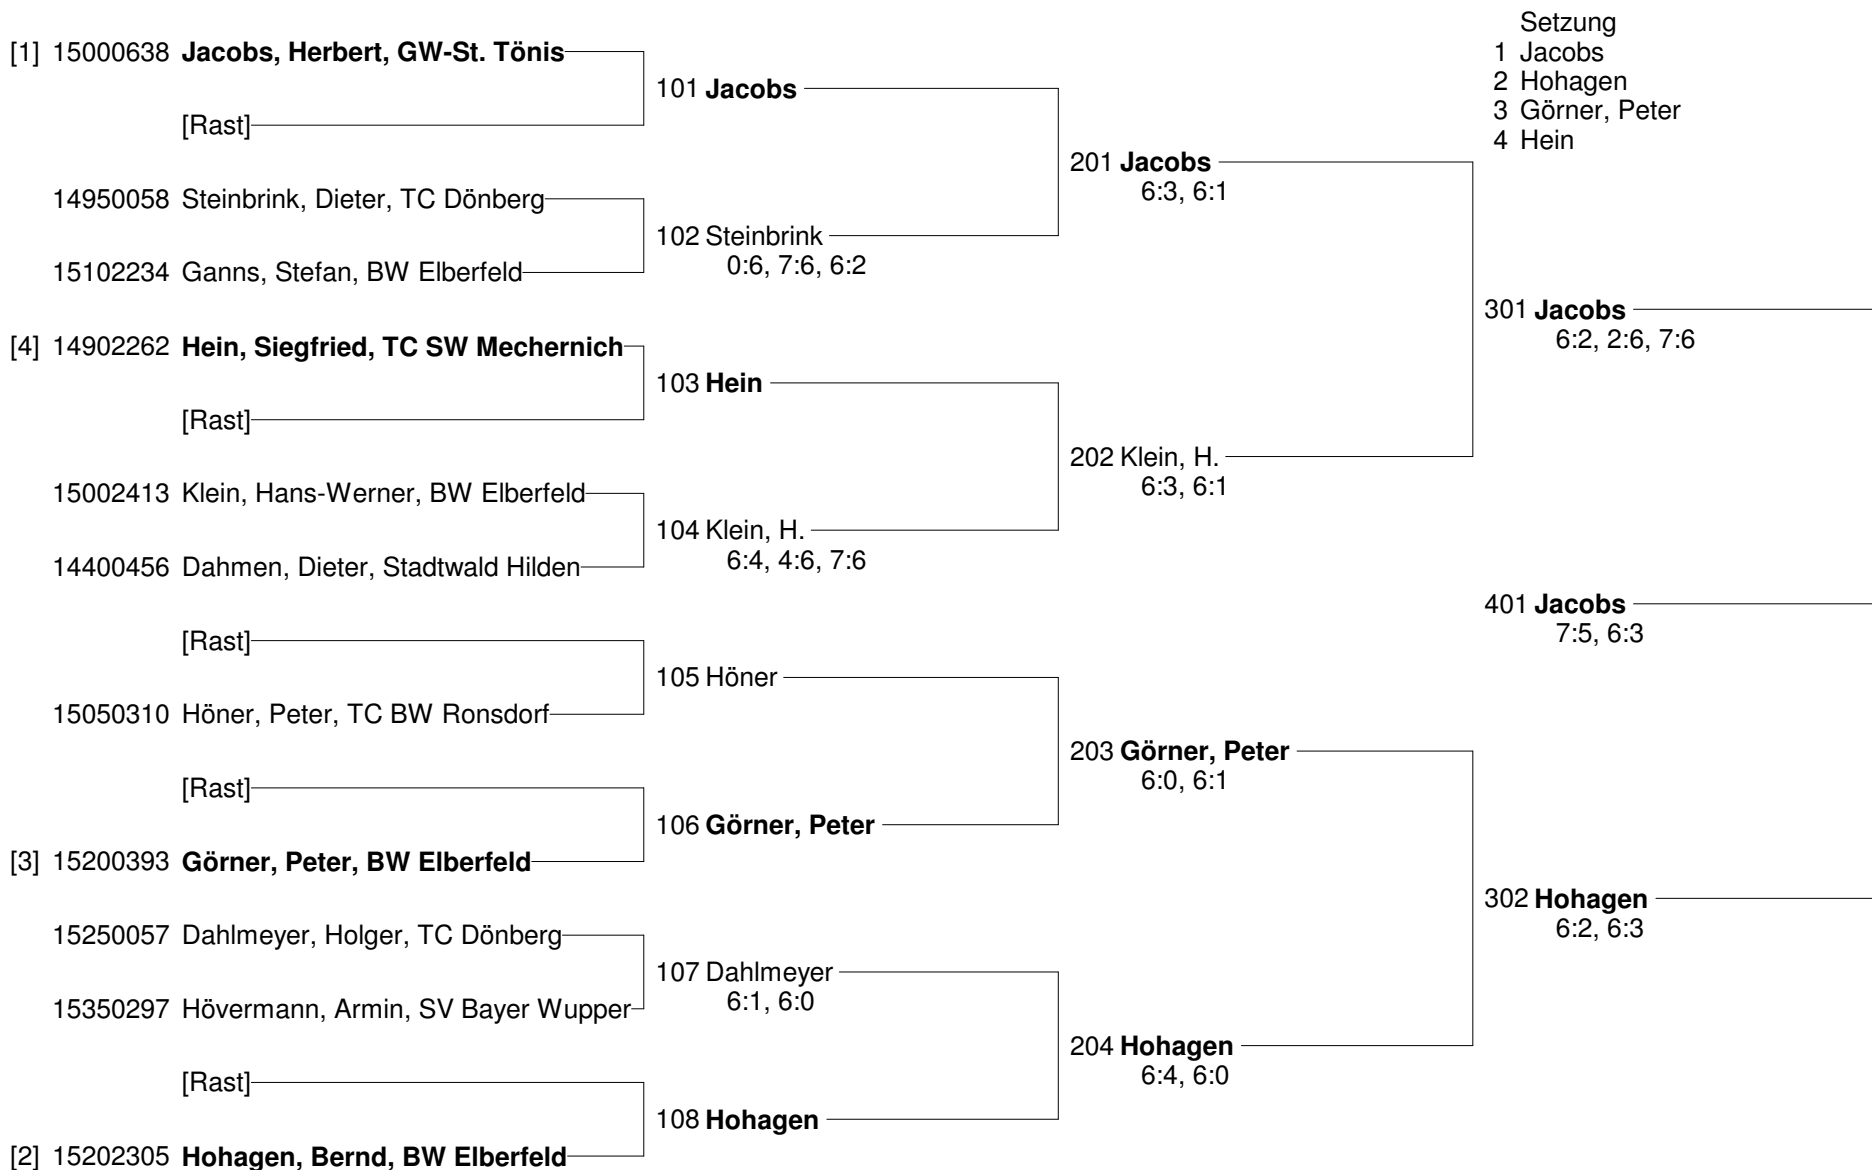 Setzung
1 Jacobs
2 Hohagen
3 Görner, Peter
4 Hein
[1] 15000638 Jacobs, Herbert, GW-St. Tönis
101 Jacobs
[Rast]
201 Jacobs
6:3, 6:1
14950058 Steinbrink, Dieter, TC Dönberg
102 Steinbrink
0:6, 7:6, 6:2
15102234 Ganns, Stefan, BW Elberfeld
301 Jacobs
6:2, 2:6, 7:6
[4] 14902262 Hein, Siegfried, TC SW Mechernich
103 Hein
[Rast]
202 Klein, H.
6:3, 6:1
15002413 Klein, Hans-Werner, BW Elberfeld
104 Klein, H.
6:4, 4:6, 7:6
14400456 Dahmen, Dieter, Stadtwald Hilden
401 Jacobs
7:5, 6:3
[Rast]
105 Höner
15050310 Höner, Peter, TC BW Ronsdorf
203 Görner, Peter
6:0, 6:1
[Rast]
106 Görner, Peter
[3] 15200393 Görner, Peter, BW Elberfeld
302 Hohagen
6:2, 6:3
15250057 Dahlmeyer, Holger, TC Dönberg
107 Dahlmeyer
6:1, 6:0
15350297 Hövermann, Armin, SV Bayer Wupper
204 Hohagen
6:4, 6:0
[Rast]
108 Hohagen
[2] 15202305 Hohagen, Bernd, BW Elberfeld